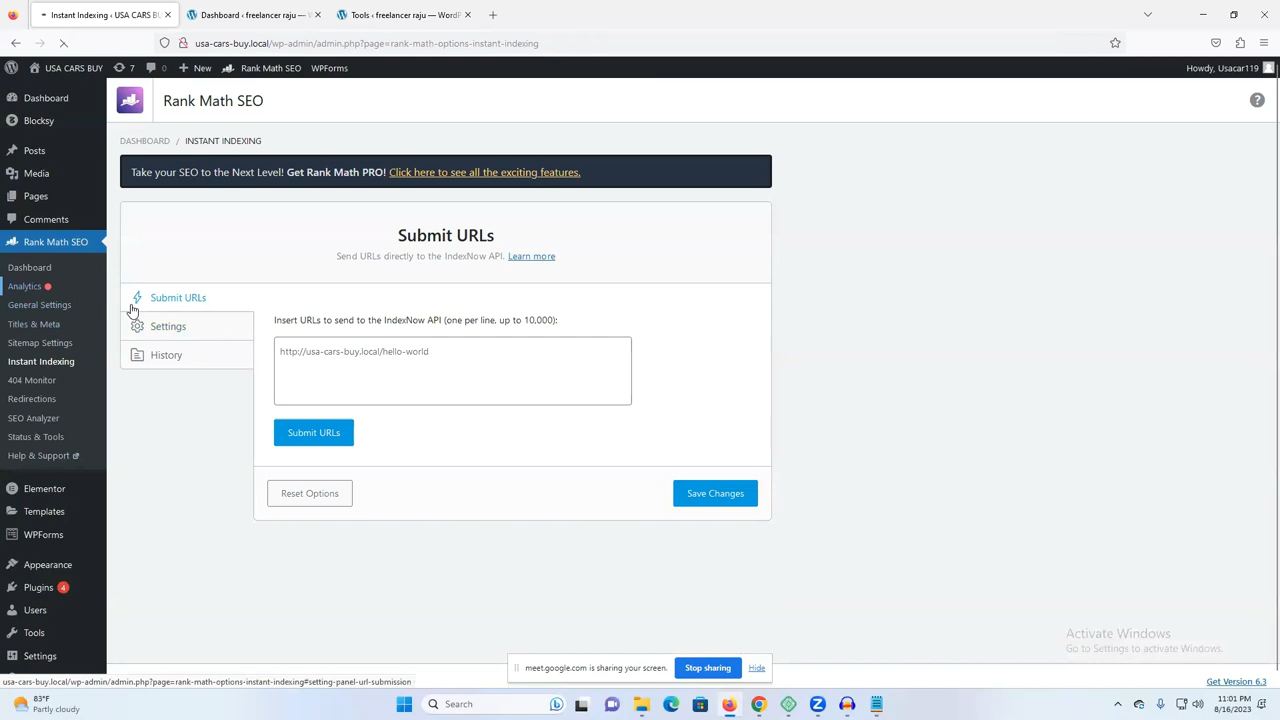 Instant Indexing ‹ USA CARS BU
Dashboard ‹ freelancer raju — W
Tools ‹ freelancer raju — WordP
usa-cars-buy.local/wp-admin/admin.php?page=rank-math-options-instant-indexing
USA CARS BUY
7
0
New
Rank Math SEO
WPForms
Howdy, Usacar119
Dashboard
Blocksy
Posts
Media
Pages
Comments
Rank Math SEO
Dashboard
Analytics
General Settings
Titles & Meta
Sitemap Settings
Instant Indexing
404 Monitor
Redirections
SEO Analyzer
Status & Tools
Help & Support
Elementor
Templates
WPForms
Appearance
Plugins 4
Users
Tools
Settings
Rank Math SEO
?
DASHBOARD / INSTANT INDEXING
Take your SEO to the Next Level! Get Rank Math PRO! Click here to see all the exciting features.
Submit URLs
Send URLs directly to the IndexNow API. Learn more
Submit URLs
Settings
History
Insert URLs to send to the IndexNow API (one per line, up to 10,000):
http://usa-cars-buy.local/hello-world
Submit URLs
Reset Options
Save Changes
Activate Windows
Go to Settings to activate Windows.
meet.google.com is sharing your screen.
Stop sharing
Hide
usa-cars-buy.local/wp-admin/admin.php?page=rank-math-options-instant-indexing#setting-panel-url-submission
Get Version 6.3
83°F
Partly cloudy
Search
11:01 PM
8/16/2023